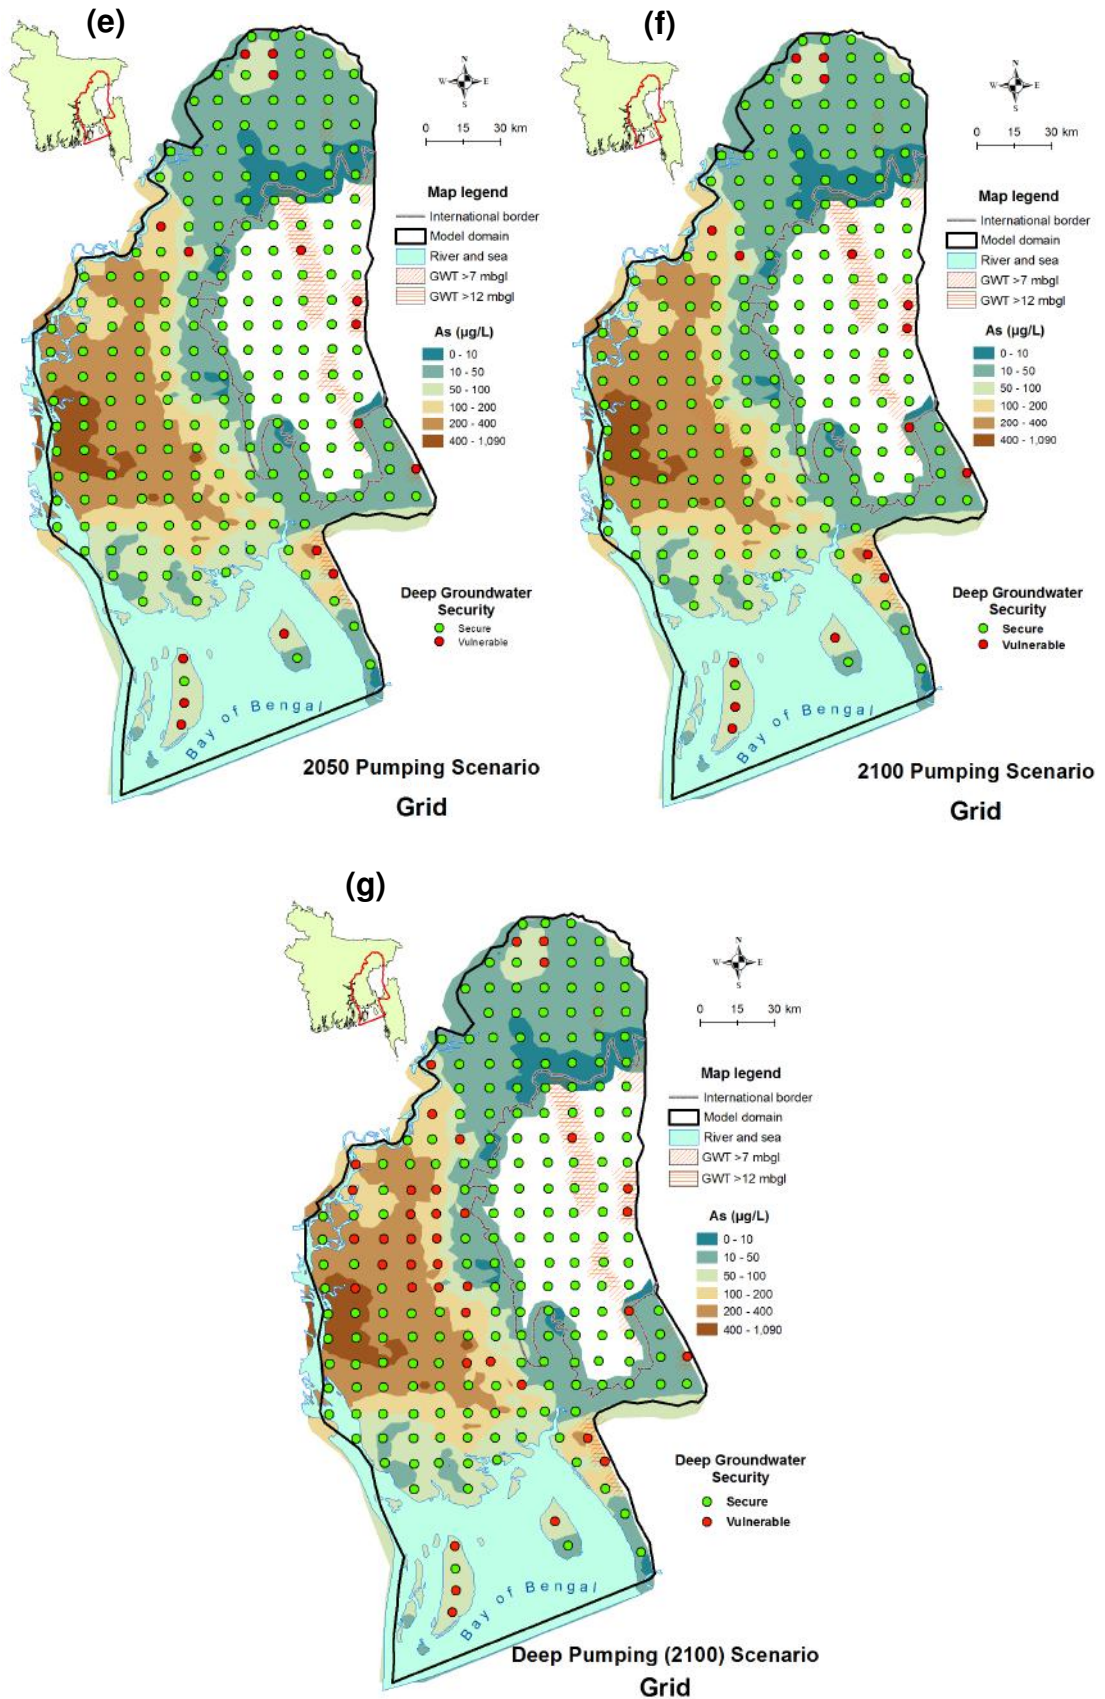 (e)
N
W E
S
0 15 30 km
Map legend
International border
Model domain
River and sea
GWT >7 mbgl
GWT >12 mbgl
As (µg/L)
0 - 10
10 - 50
50 - 100
100 - 200
200 - 400
400 - 1,090
Deep Groundwater
Security
Secure
Vulnerable
Bay of Bengal
2050 Pumping Scenario
Grid
(f)
N
W E
S
0 15 30 km
Map legend
International border
Model domain
River and sea
GWT >7 mbgl
GWT >12 mbgl
As (µg/L)
0 - 10
10 - 50
50 - 100
100 - 200
200 - 400
400 - 1,090
Deep Groundwater
Security
Secure
Vulnerable
Bay of Bengal
2100 Pumping Scenario
Grid
(g)
N
W E
S
0 15 30 km
Map legend
International border
Model domain
River and sea
GWT >7 mbgl
GWT >12 mbgl
As (µg/L)
0 - 10
10 - 50
50 - 100
100 - 200
200 - 400
400 - 1,090
Deep Groundwater
Security
Secure
Vulnerable
Bay of Bengal
Deep Pumping (2100) Scenario
Grid